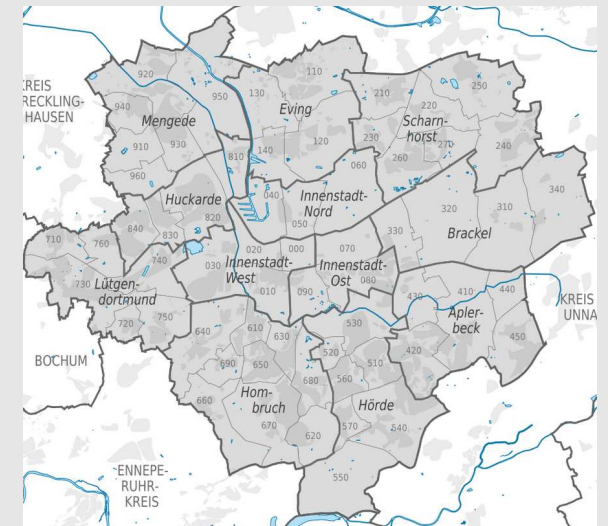 920
110
250
KREIS
RECKLING-
HAUSEN
950
130
210
220
940
Eving
Mengede
Scharn-
horst
910
930
230
120
270
240
140
260
810
060
960
340
Huckarde
040
Innenstadt-
Nord
320
310
820
050
840
830
330
Brackel
710
760
740
020
000
070
Innenstadt-
West
030
Innenstadt-
Ost
080
730
Lütgen-
dortmund
010
090
430
410
440
KREIS
UNNA
720
750
Apler-
beck
640
610
630
530
450
BOCHUM
690
650
520
510
420
680
560
660
Hom-
bruch
Hörde
670
620
570
540
ENNEPE-
RUHR-
KREIS
550